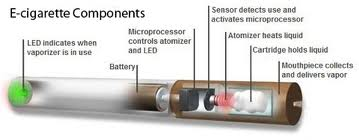 E-cigarette Components
LED indicates when
vaporizer is in use
Battery
Microprocessor
controls atomizer
and LED
Sensor detects use and
activates microprocessor
Atomizer heats liquid
Cartridge holds liquid
Mouthpiece collects
and delivers vapor